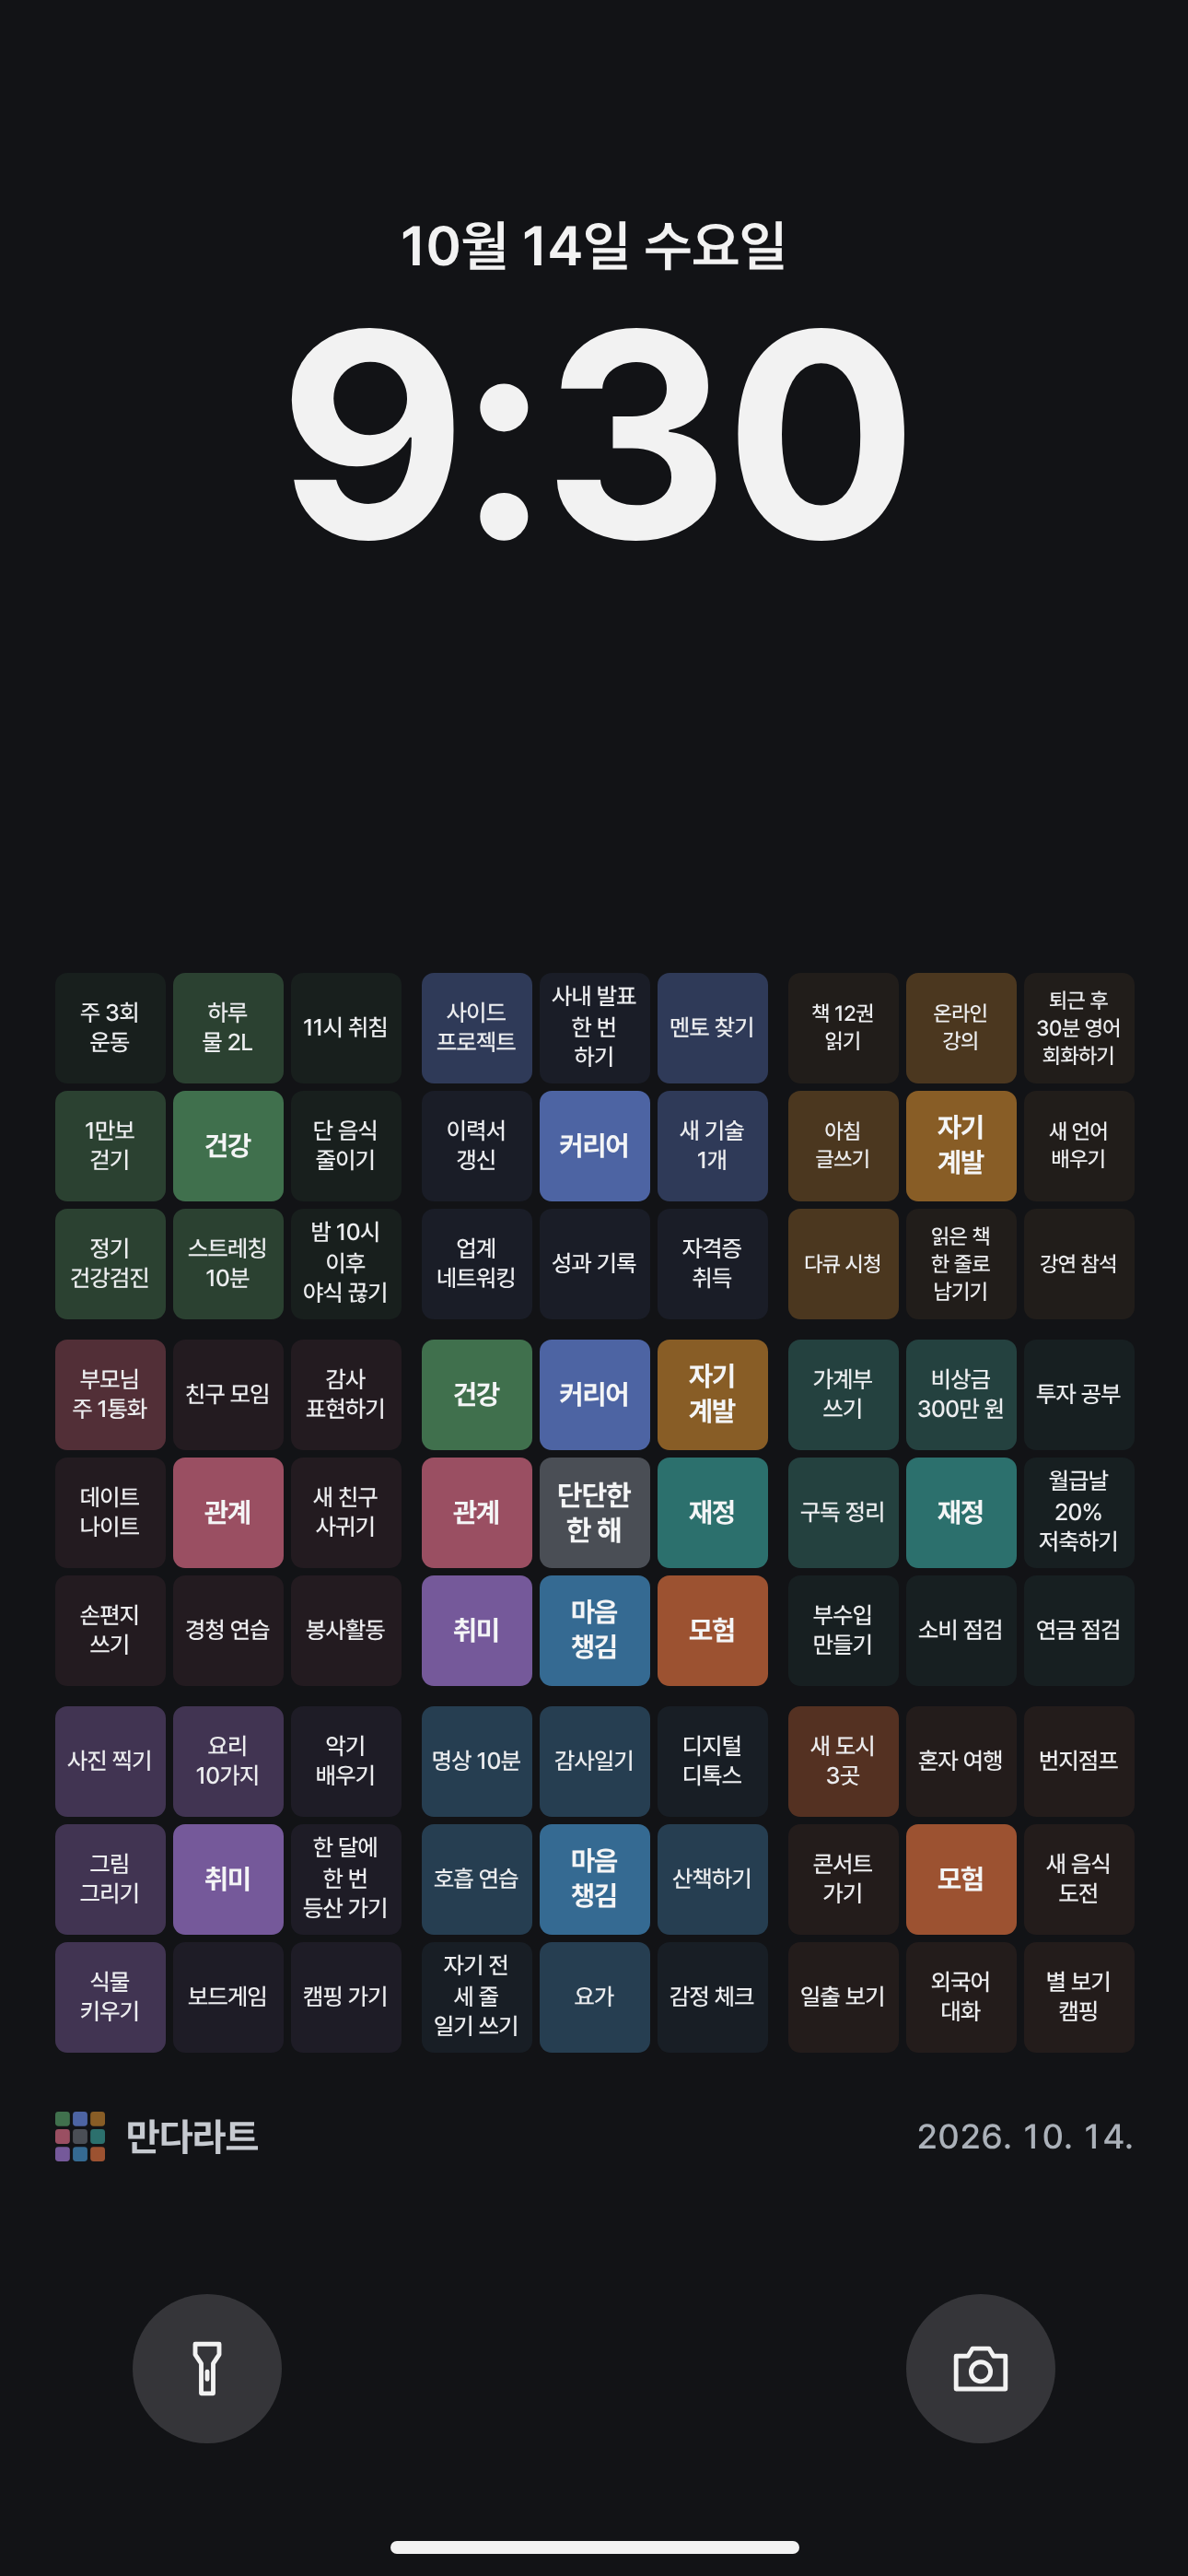 10월 14일 수요일
9:30
주 3회
운동
하루
물 2L
11시 취침
사이드
프로젝트
사내 발표
한 번
하기
멘토 찾기
책 12권
읽기
온라인
강의
퇴근 후
30분 영어
회화하기
1만보
걷기
건강
단 음식
줄이기
이력서
갱신
커리어
새 기술
1개
아침
글쓰기
자기
계발
새 언어
배우기
정기
건강검진
스트레칭
10분
밤 10시
이후
야식 끊기
업계
네트워킹
성과 기록
자격증
취득
다큐 시청
읽은 책
한 줄로
남기기
강연 참석
부모님
주 1통화
친구 모임
감사
표현하기
건강
커리어
자기
계발
가계부
쓰기
비상금
300만 원
투자 공부
데이트
나이트
관계
새 친구
사귀기
관계
단단한
한 해
재정
구독 정리
재정
월급날
20%
저축하기
손편지
쓰기
경청 연습
봉사활동
취미
마음
챙김
모험
부수입
만들기
소비 점검
연금 점검
사진 찍기
요리
10가지
악기
배우기
명상 10분
감사일기
디지털
디톡스
새 도시
3곳
혼자 여행
번지점프
그림
그리기
취미
한 달에
한 번
등산 가기
호흡 연습
마음
챙김
산책하기
콘서트
가기
모험
새 음식
도전
식물
키우기
보드게임
캠핑 가기
자기 전
세 줄
일기 쓰기
요가
감정 체크
일출 보기
외국어
대화
별 보기
캠핑
만다라트
2026. 10. 14.